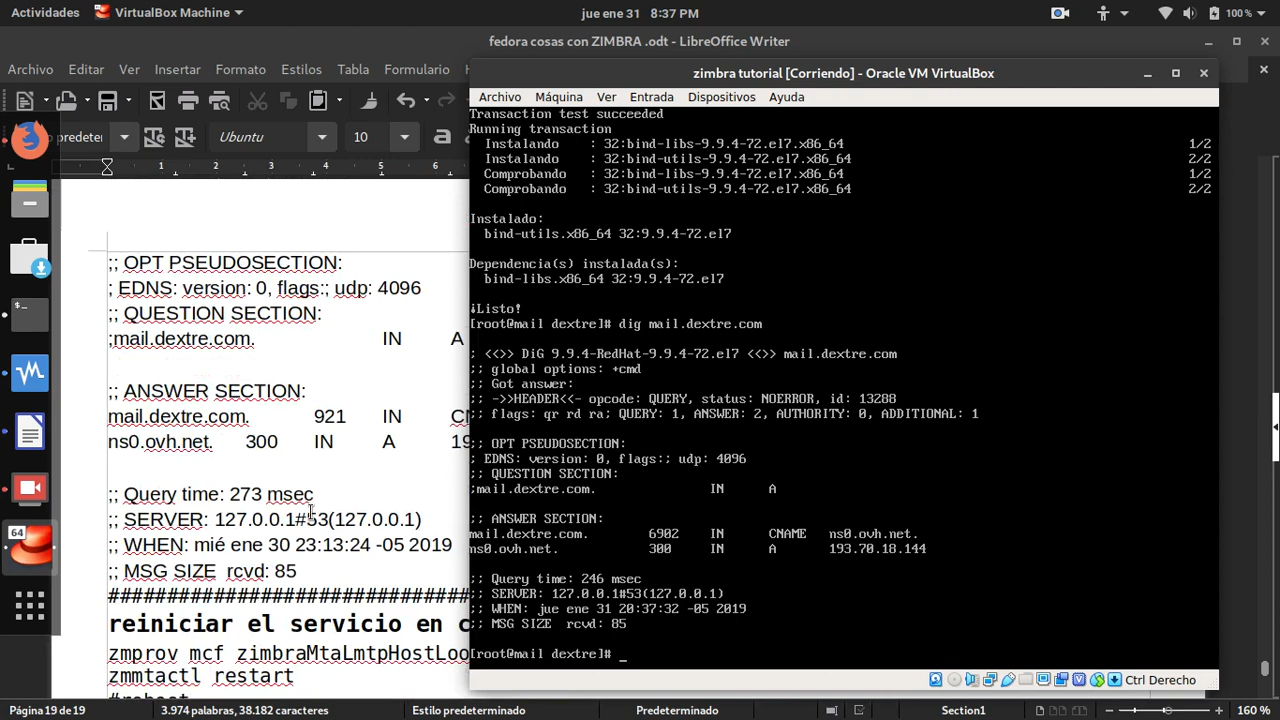 Actividades
VirtualBox Machine
jue ene 31 8:37 PM
100 %
fedora cosas con ZIMBRA .odt - LibreOffice Writer
Archivo Editar Ver Insertar Formato Estilos Tabla Formulario
Ubuntu
10
a
1 2 3 4 5 6
;; OPT PSEUDOSECTION:
; EDNS: version: 0, flags:; udp: 4096
;; QUESTION SECTION:
;mail.dextre.com. IN A
;; ANSWER SECTION:
mail.dextre.com. 921 IN
ns0.ovh.net. 300 IN A 19
;; Query time: 273 msec
;; SERVER: 127.0.0.1#53(127.0.0.1)
;; WHEN: mié ene 30 23:13:24 -05 2019
;; MSG SIZE rcvd: 85
###############################
reiniciar el servicio en
zmprov mcf zimbraMtaLmtpHostLoo
zmmtactl restart
#reboot
64
zimbra tutorial [Corriendo] - Oracle VM VirtualBox
Archivo Máquina Ver Entrada Dispositivos Ayuda
Transaction test succeeded
Running transaction
Instalando : 32:bind-libs-9.9.4-72.el7.x86_64 1/2
Instalando : 32:bind-utils-9.9.4-72.el7.x86_64 2/2
Comprobando : 32:bind-libs-9.9.4-72.el7.x86_64 1/2
Comprobando : 32:bind-utils-9.9.4-72.el7.x86_64 2/2
Instalado:
bind-utils.x86_64 32:9.9.4-72.el7
Dependencia(s) instalada(s):
bind-libs.x86_64 32:9.9.4-72.el7
¡Listo!
[root@mail dextre]# dig mail.dextre.com
; <<>> DiG 9.9.4-RedHat-9.9.4-72.el7 <<>> mail.dextre.com
;; global options: +cmd
;; Got answer:
;; ->>HEADER<<- opcode: QUERY, status: NOERROR, id: 13288
;; flags: qr rd ra; QUERY: 1, ANSWER: 2, AUTHORITY: 0, ADDITIONAL: 1
;; OPT PSEUDOSECTION:
; EDNS: version: 0, flags:; udp: 4096
;; QUESTION SECTION:
;mail.dextre.com. IN A
;; ANSWER SECTION:
mail.dextre.com. 6902 IN CNAME ns0.ovh.net.
ns0.ovh.net. 300 IN A 193.70.18.144
;; Query time: 246 msec
;; SERVER: 127.0.0.1#53(127.0.0.1)
;; WHEN: jue ene 31 20:37:32 -05 2019
;; MSG SIZE rcvd: 85
[root@mail dextre]# _
Ctrl Derecho
Página19 de 19 3.974 palabras, 38.182 caracteres Estilo predeterminado Predeterminado Section1 160 %